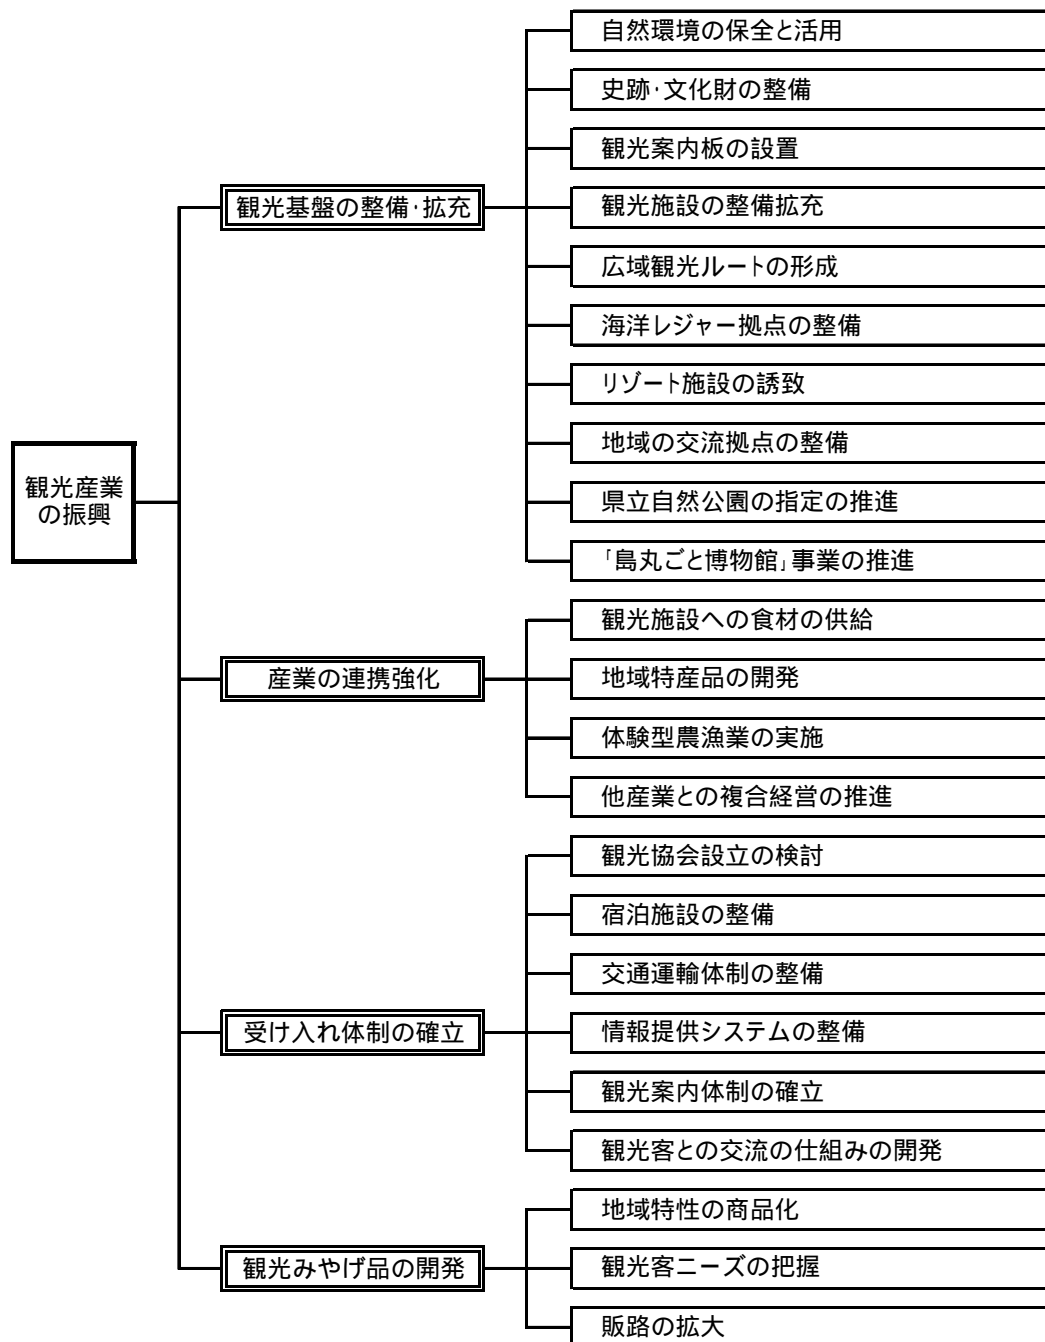 観光産業
の振興
観光基盤の整備・拡充
自然環境の保全と活用
史跡・文化財の整備
観光案内板の設置
観光施設の整備拡充
広域観光ルートの形成
海洋レジャー拠点の整備
リゾート施設の誘致
地域の交流拠点の整備
県立自然公園の指定の推進
「島丸ごと博物館」事業の推進
産業の連携強化
観光施設への食材の供給
地域特産品の開発
体験型農漁業の実施
他産業との複合経営の推進
受け入れ体制の確立
観光協会設立の検討
宿泊施設の整備
交通運輸体制の整備
情報提供システムの整備
観光案内体制の確立
観光客との交流の仕組みの開発
観光みやげ品の開発
地域特性の商品化
観光客ニーズの把握
販路の拡大